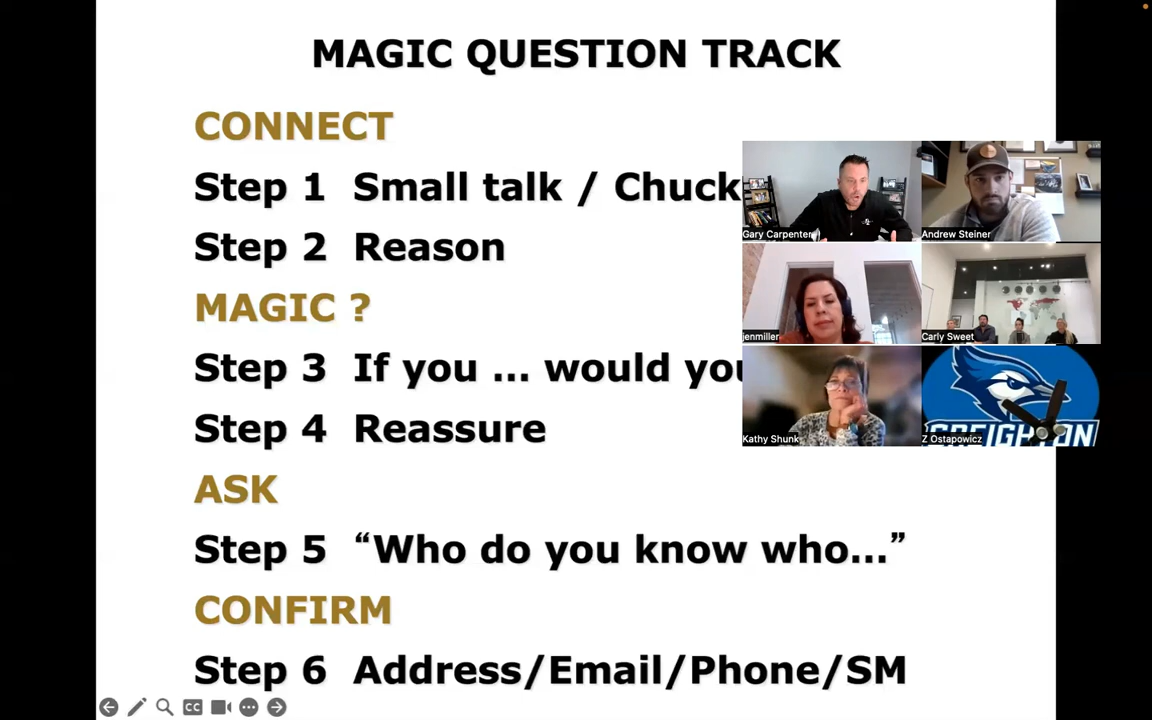 MAGIC QUESTION TRACK
CONNECT
Step 1 Small talk / Chuck
Step 2 Reason
MAGIC ?
Step 3 If you ... would you
Step 4 Reassure
ASK
Step 5 “Who do you know who...”
CONFIRM
Step 6 Address/Email/Phone/SM
Gary Carpenter
Andrew Steiner
jenmiller
Carly Sweet
Kathy Shunk
CREIGHTON
Z Ostapowicz
CC